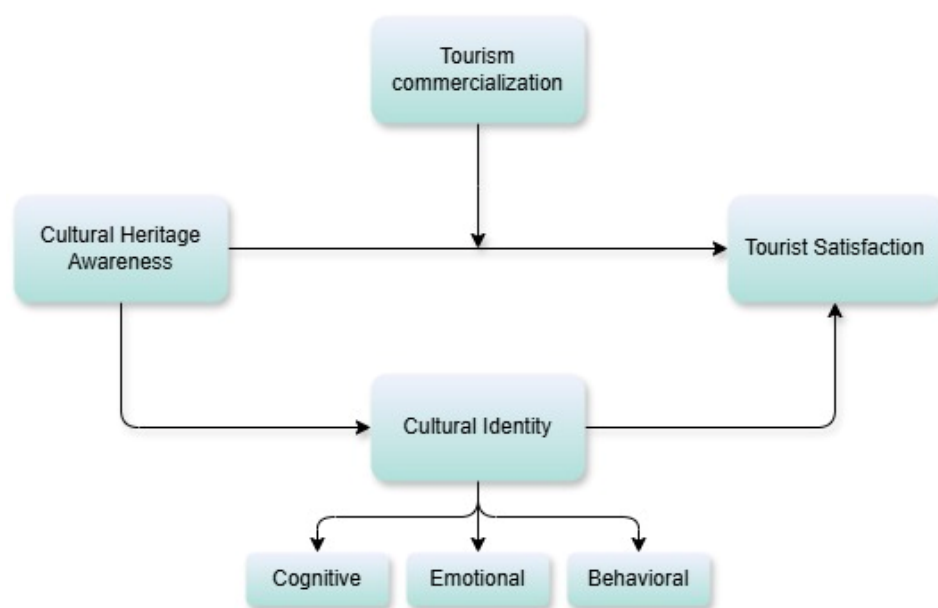 Tourism
commercialization
Cultural Heritage
Awareness
Tourist Satisfaction
Cultural Identity
Cognitive
Emotional
Behavioral